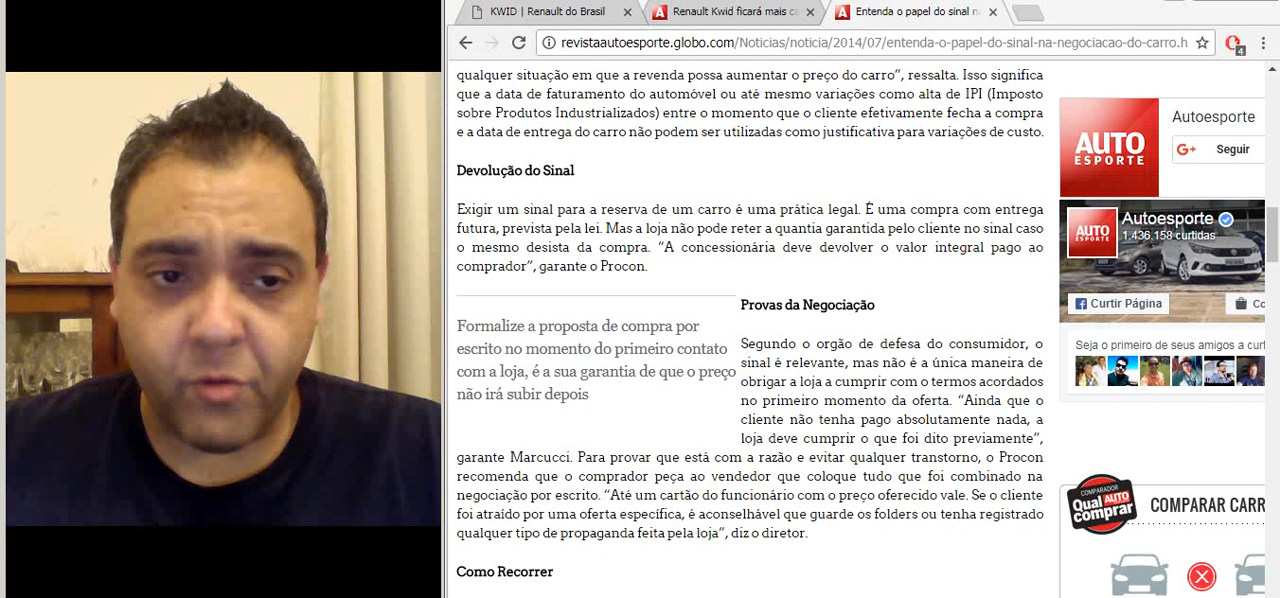 KWID | Renault do Brasil
Renault Kwid ficará mais c
Entenda o papel do sinal n
revistaautoesporte.globo.com/Noticias/noticia/2014/07/entenda-o-papel-do-sinal-na-negociacao-do-carro.h
4
qualquer situação em que a revenda possa aumentar o preço do carro”, ressalta. Isso significa
que a data de faturamento do automóvel ou até mesmo variações como alta de IPI (Imposto
sobre Produtos Industrializados) entre o momento que o cliente efetivamente fecha a compra
e a data de entrega do carro não podem ser utilizadas como justificativa para variações de custo.
Devolução do Sinal
Exigir um sinal para a reserva de um carro é uma prática legal. É uma compra com entrega
futura, prevista pela lei. Mas a loja não pode reter a quantia garantida pelo cliente no sinal caso
o mesmo desista da compra. “A concessionária deve devolver o valor integral pago ao
comprador”, garante o Procon.
Formalize a proposta de compra por
escrito no momento do primeiro contato
com a loja, é a sua garantia de que o preço
não irá subir depois
Provas da Negociação
Segundo o orgão de defesa do consumidor, o
sinal é relevante, mas não é a única maneira de
obrigar a loja a cumprir com o termos acordados
no primeiro momento da oferta. “Ainda que o
cliente não tenha pago absolutamente nada, a
loja deve cumprir o que foi dito previamente”,
garante Marcucci. Para provar que está com a razão e evitar qualquer transtorno, o Procon
recomenda que o comprador peça ao vendedor que coloque tudo que foi combinado na
negociação por escrito. “Até um cartão do funcionário com o preço oferecido vale. Se o cliente
foi atraído por uma oferta específica, é aconselhável que guarde os folders ou tenha registrado
qualquer tipo de propaganda feita pela loja”, diz o diretor.
Como Recorrer
AUTO
ESPORTE
Autoesporte
G+ Seguir
AUTO
ESPORTE
Autoesporte
1.436.158 curtidas
Curtir Página
Co
Seja o primeiro de seus amigos a curt
COMPARADOR
Qual AUTO
comprar
COMPARAR CARR